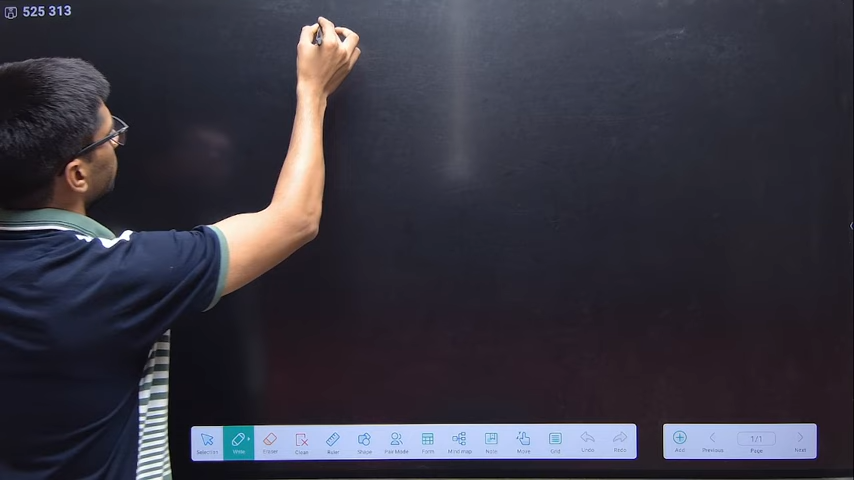 525 313
Selection
Write
Eraser
Clean
Ruler
Shape
Pen Mode
Form
Mind map
Note
Move
Grid
Undo
Redo
Add
Previous
1/1
Page
Next